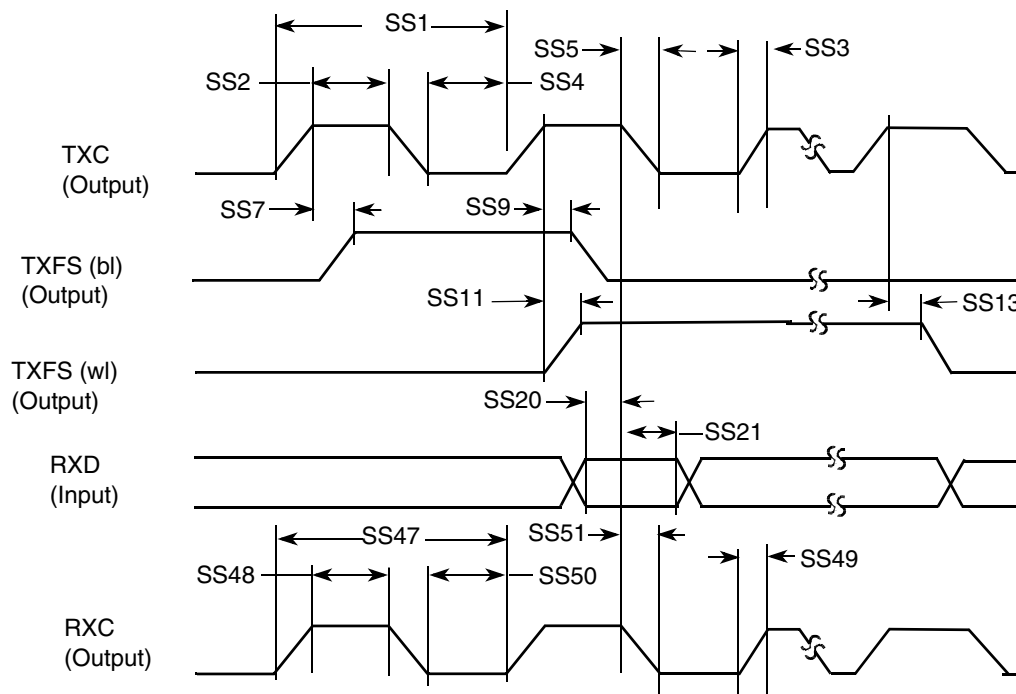 SS1
SS5
SS3
SS2
SS4
TXC
(Output)
SS7
SS9
TXFS (bl)
(Output)
SS11
SS13
TXFS (wl)
(Output)
SS20
SS21
RXD
(Input)
SS47
SS51
SS49
SS48
SS50
RXC
(Output)